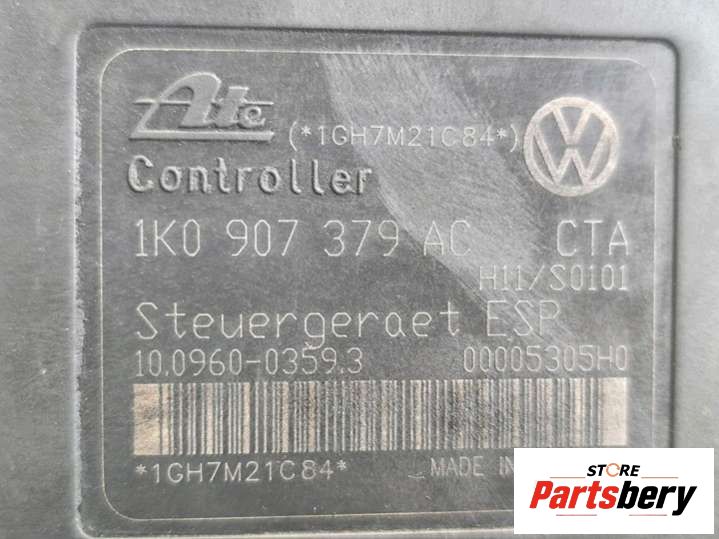 Ate (*1GH7M21C84*)
Controller
1K0 907 379 AC CTA
H11/S0101
Steuergeraet ESP
10.0960-0359.3 00005305H0
*1GH7M21C84* MADE IN
STORE
Partsbery